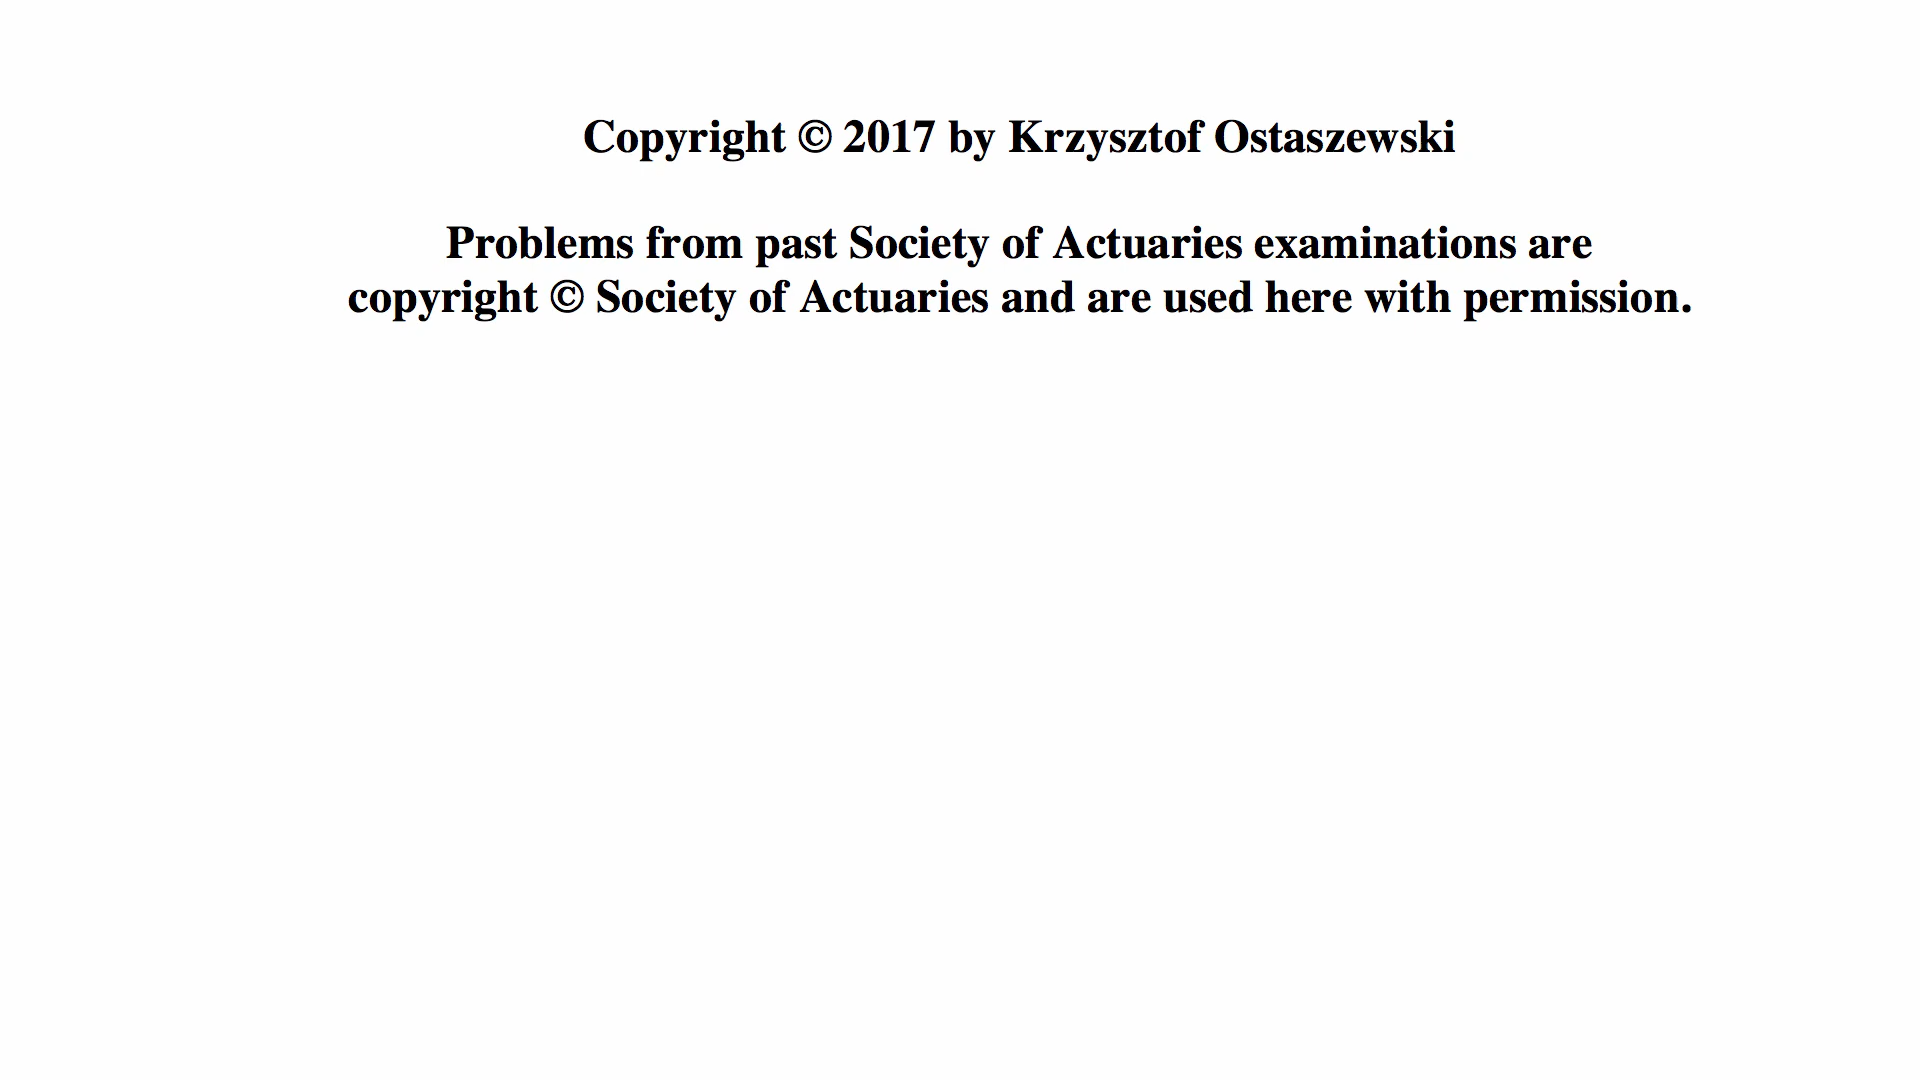 Copyright © 2017 by Krzysztof Ostaszewski
Problems from past Society of Actuaries examinations are
copyright © Society of Actuaries and are used here with permission.